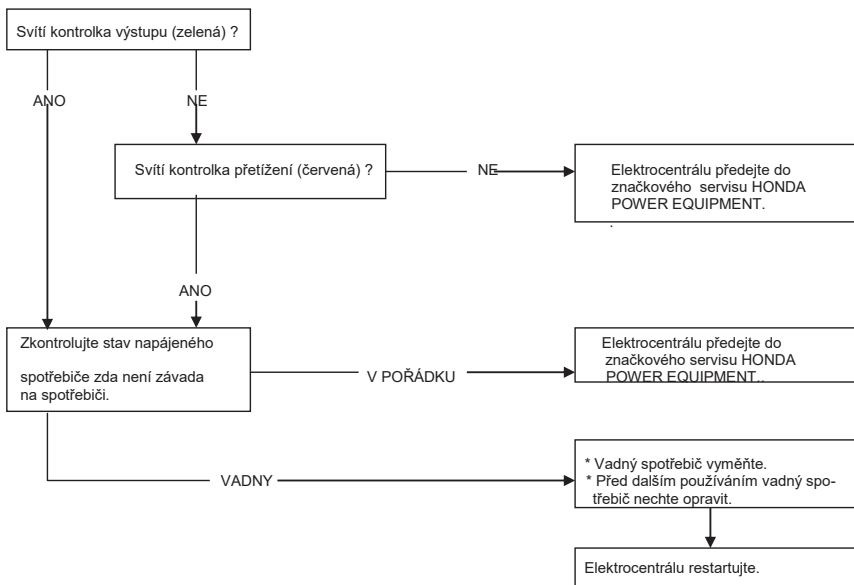 Svítí kontrolka výstupu (zelená) ?
ANO
NE
Svítí kontrolka přetížení (červená) ?
NE
Elektrocentrálu předejte do
značkového servisu HONDA
POWER EQUIPMENT.
.
ANO
Zkontrolujte stav napájeného
spotřebiče zda není závada
na spotřebiči.
V POŘÁDKU
Elektrocentrálu předejte do
značkového servisu HONDA
POWER EQUIPMENT..
VADNY
* Vadný spotřebič vyměňte.
* Před dalším používáním vadný spo-
třebič nechte opravit.
Elektrocentrálu restartujte.